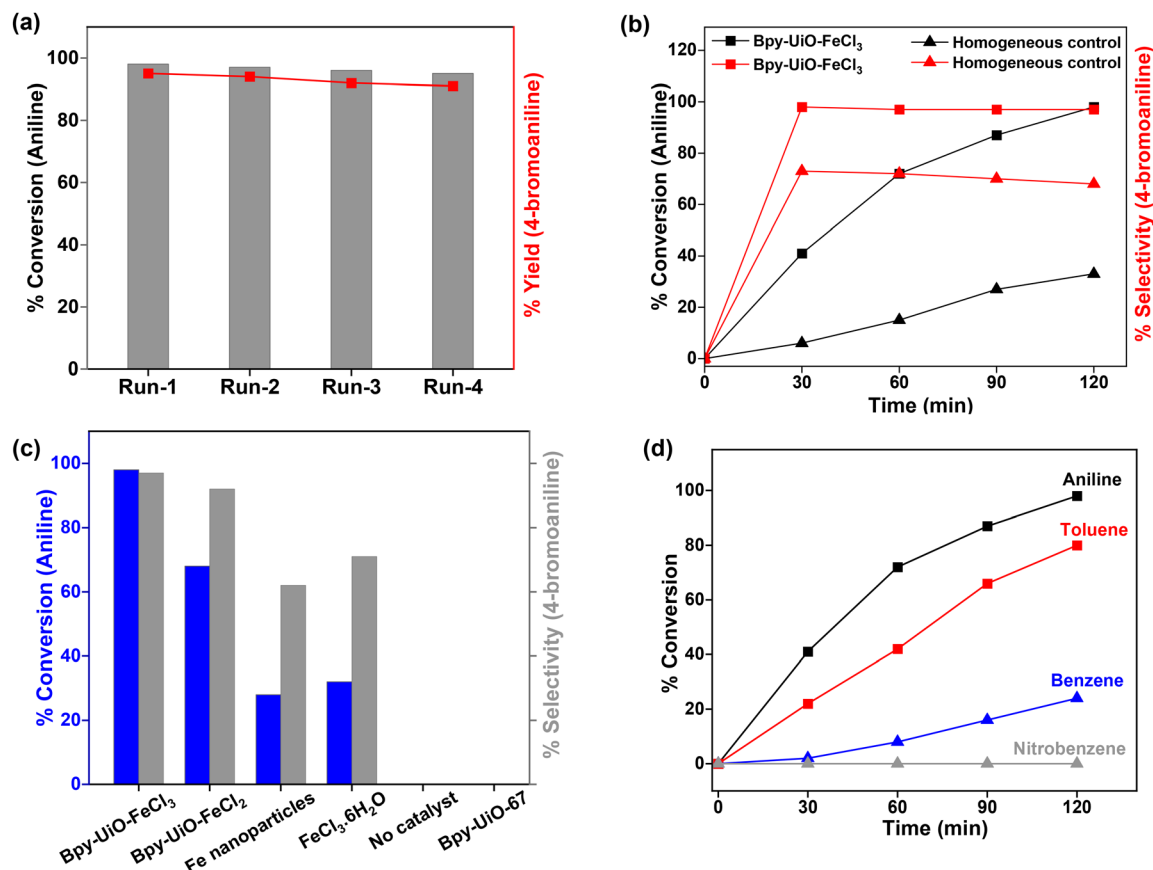 (a)
% Conversion (Aniline)
100
80
60
40
20
0
Run-1 Run-2 Run-3 Run-4
% Yield (4-bromoaniline)
(b)
% Conversion (Aniline)
120
100
80
60
40
20
0
Bpy-UiO-FeCl₃
Bpy-UiO-FeCl₃
Homogeneous control
Homogeneous control
0 30 60 90 120
Time (min)
% Selectivity (4-bromoaniline)
(c)
% Conversion (Aniline)
100
80
60
40
20
0
Bpy-UiO-FeCl₃
Bpy-UiO-FeCl₂
Fe nanoparticles
FeCl₃.6H₂O
No catalyst
Bpy-UiO-67
% Selectivity (4-bromoaniline)
(d)
% Conversion
100
80
60
40
20
0
Aniline
Toluene
Benzene
Nitrobenzene
0 30 60 90 120
Time (min)